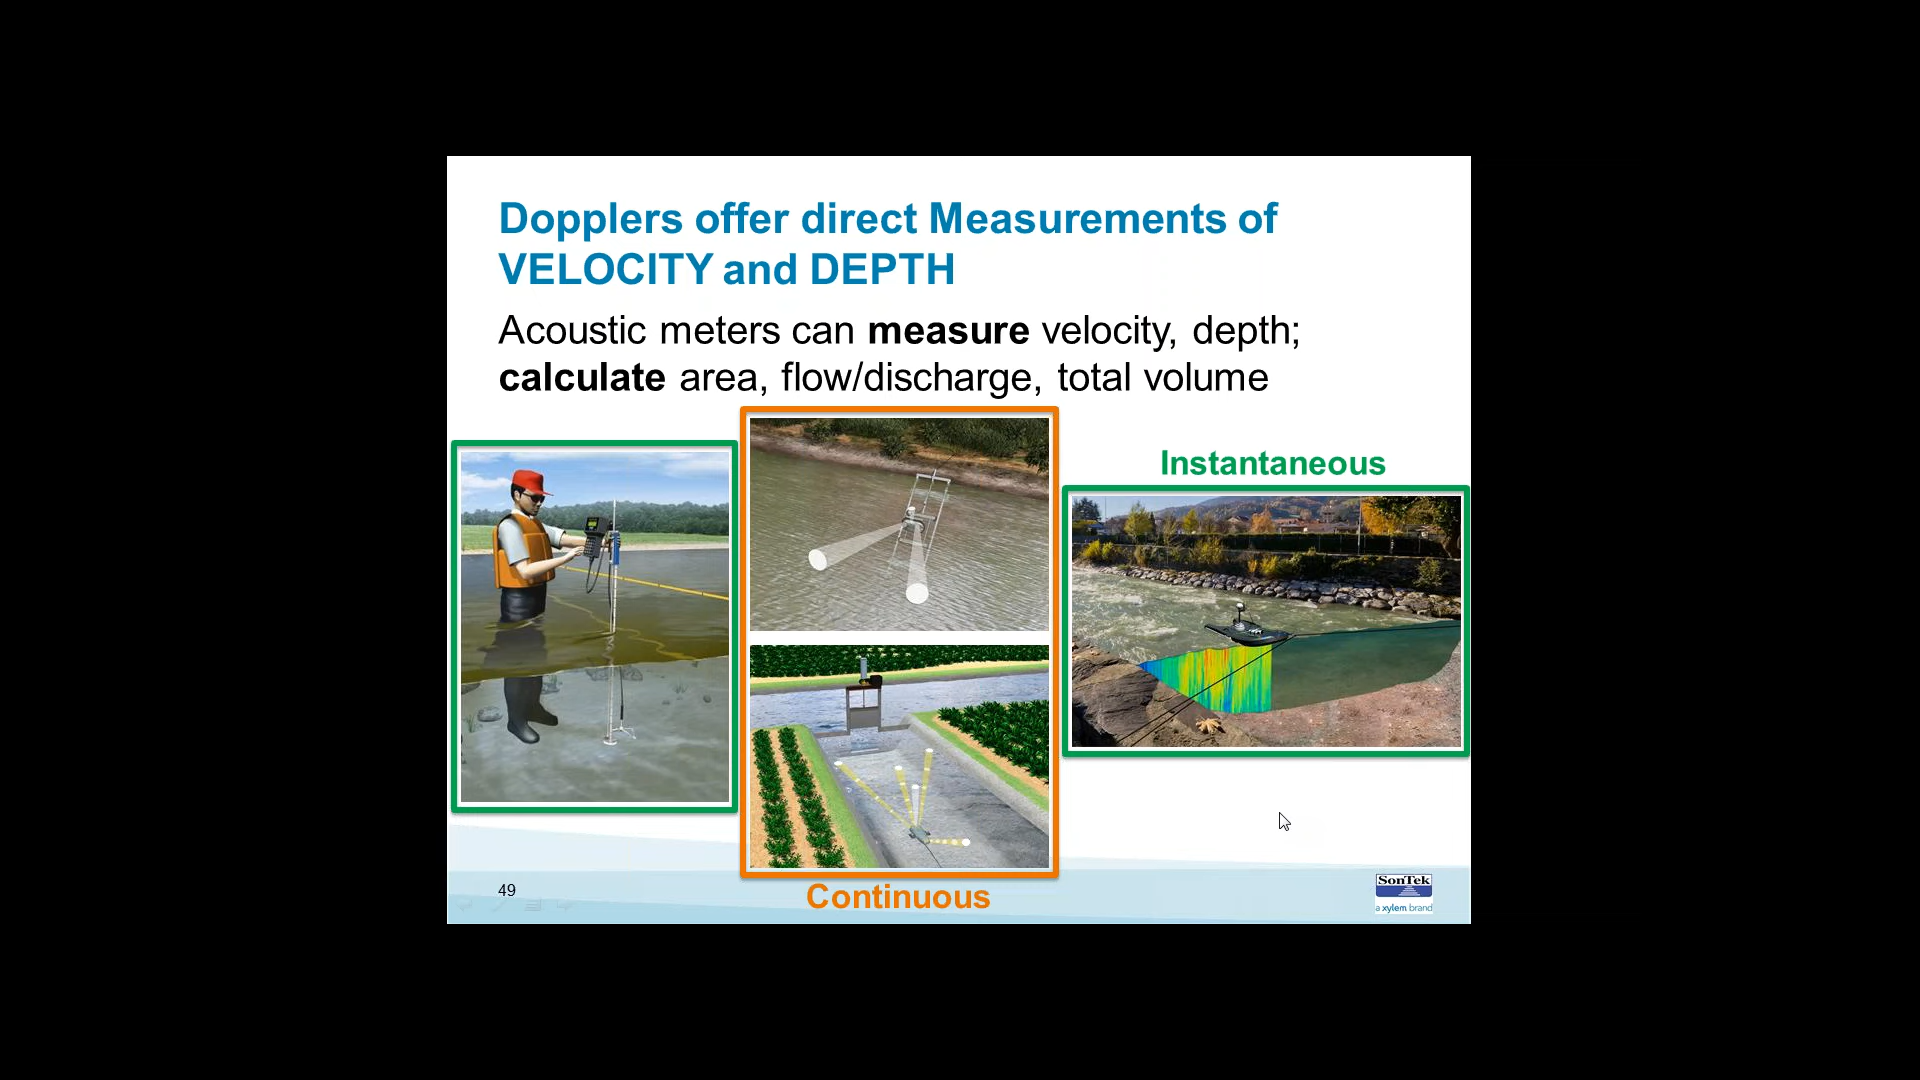 Dopplers offer direct Measurements of
VELOCITY and DEPTH
Acoustic meters can measure velocity, depth;
calculate area, flow/discharge, total volume
Instantaneous
Continuous
49
SonTek
a xylem brand